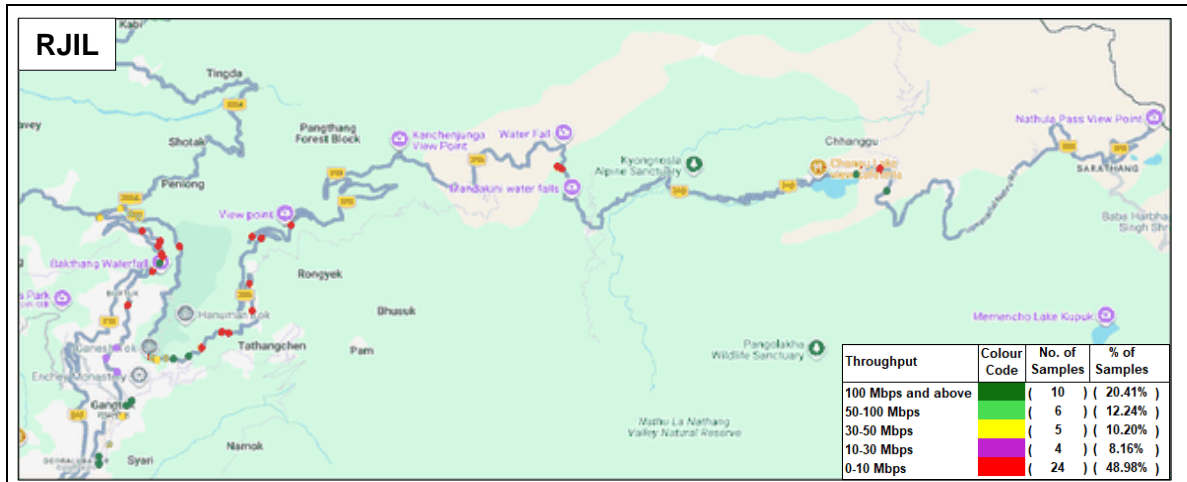 RJIL
Kabi
Tingda
Pangthang
Forest Block
Kanchenjunga
View Point
Water Fall
Nathula Pass View Point
Shotak
Chhanggu
Kyongnosla
Alpine Sanctuary
SARATHANG
Penlong
Mandakini water falls
View point
Baba Harbha
Singh Shr
Bakthang Waterfall
Rongyek
Park
Hanuman Tok
Bhusuk
Memencho Lake Kupuk
Ganesh Tok
Tathangchen
Pam
Pangolakha
Wildlife Sanctuary
Enchey Monastery
Gangtok
Namok
Syari
Valley Natural Reserve
Throughput Colour Code No. of Samples % of Samples
100 Mbps and above ( 10 ) ( 20.41% )
50-100 Mbps ( 6 ) ( 12.24% )
30-50 Mbps ( 5 ) ( 10.20% )
10-30 Mbps ( 4 ) ( 8.16% )
0-10 Mbps ( 24 ) ( 48.98% )